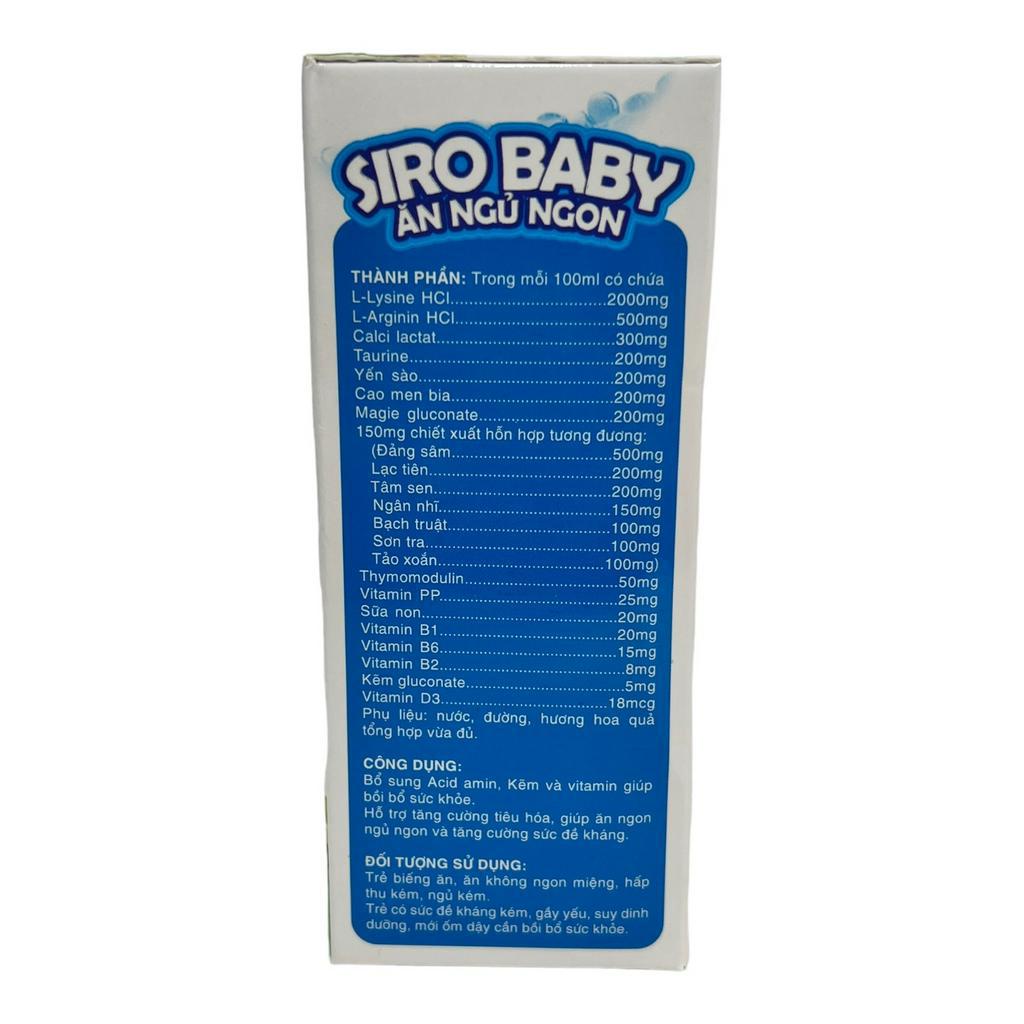 SIRO BABY
ĂN NGỦ NGON
THÀNH PHẦN: Trong mỗi 100ml có chứa
L-Lysine HCl................................2000mg
L-Arginin HCl.................................500mg
Calci lactat.....................................300mg
Taurine..........................................200mg
Yến sào.........................................200mg
Cao men bia..................................200mg
Magie gluconate............................200mg
150mg chiết xuất hỗn hợp tương đương:
(Đảng sâm.................................500mg
Lạc tiên.....................................200mg
Tâm sen.....................................200mg
Ngân nhĩ...................................150mg
Bạch truật.................................100mg
Sơn tra......................................100mg
Tảo xoắn..................................100mg)
Thymomodulin................................50mg
Vitamin PP.....................................25mg
Sữa non.........................................20mg
Vitamin B1.....................................20mg
Vitamin B6.....................................15mg
Vitamin B2......................................8mg
Kẽm gluconate.................................5mg
Vitamin D3...................................18mcg
Phụ liệu: nước, đường, hương hoa quả
tổng hợp vừa đủ.
CÔNG DỤNG:
Bổ sung Acid amin, Kẽm và vitamin giúp
bồi bổ sức khỏe.
Hỗ trợ tăng cường tiêu hóa, giúp ăn ngon
ngủ ngon và tăng cường sức đề kháng.
ĐỐI TƯỢNG SỬ DỤNG:
Trẻ biếng ăn, ăn không ngon miệng, hấp
thu kém, ngủ kém.
Trẻ có sức đề kháng kém, gầy yếu, suy dinh
dưỡng, mới ốm dậy cần bồi bổ sức khỏe.